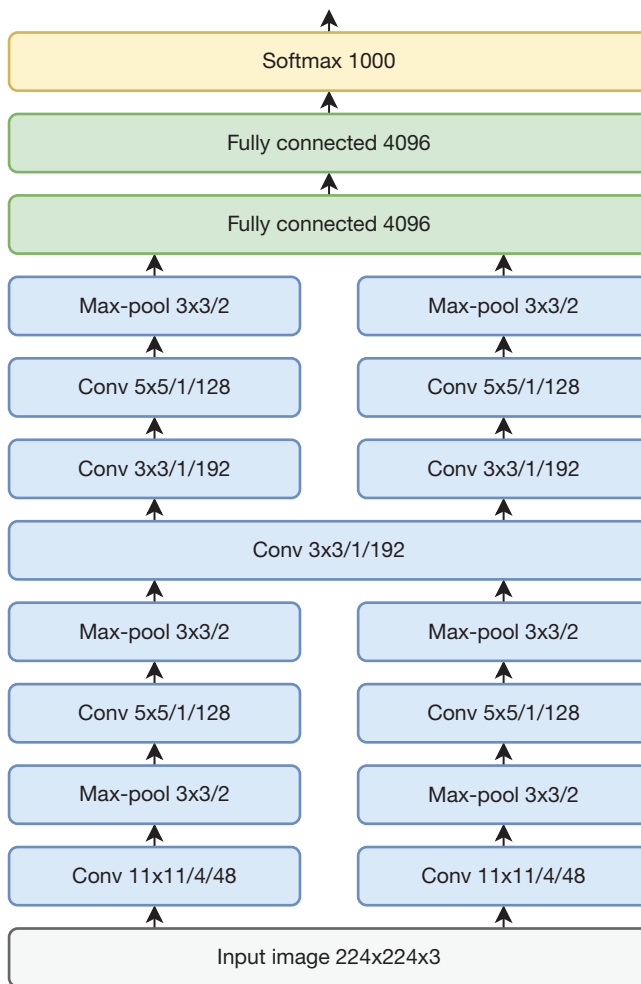 Softmax 1000
Fully connected 4096
Fully connected 4096
Max-pool 3x3/2 Max-pool 3x3/2
Conv 5x5/1/128 Conv 5x5/1/128
Conv 3x3/1/192 Conv 3x3/1/192
Conv 3x3/1/192
Max-pool 3x3/2 Max-pool 3x3/2
Conv 5x5/1/128 Conv 5x5/1/128
Max-pool 3x3/2 Max-pool 3x3/2
Conv 11x11/4/48 Conv 11x11/4/48
Input image 224x224x3